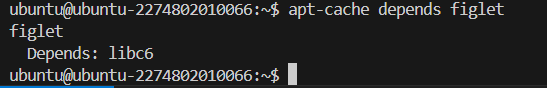 ubuntu@ubuntu-2274802010066:~$ apt-cache depends figlet
figlet
  Depends: libc6
ubuntu@ubuntu-2274802010066:~$